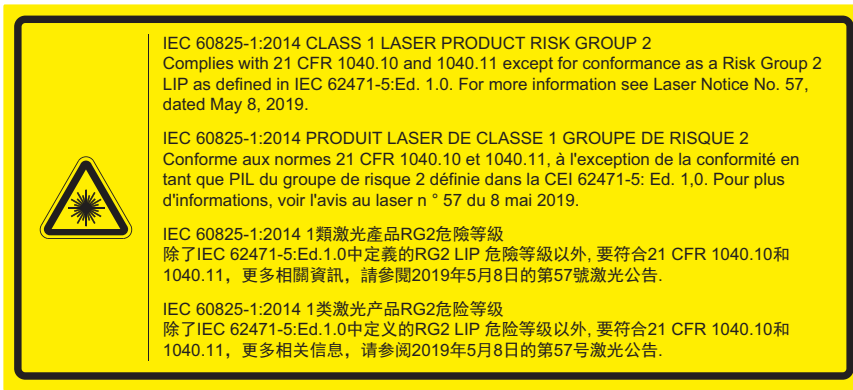 IEC 60825-1:2014 CLASS 1 LASER PRODUCT RISK GROUP 2
Complies with 21 CFR 1040.10 and 1040.11 except for conformance as a Risk Group 2
LIP as defined in IEC 62471-5:Ed. 1.0. For more information see Laser Notice No. 57,
dated May 8, 2019.
IEC 60825-1:2014 PRODUIT LASER DE CLASSE 1 GROUPE DE RISQUE 2
Conforme aux normes 21 CFR 1040.10 et 1040.11, à l'exception de la conformité en
tant que PIL du groupe de risque 2 définie dans la CEI 62471-5: Ed. 1,0. Pour plus
d'informations, voir l'avis au laser n ° 57 du 8 mai 2019.
IEC 60825-1:2014 1類激光產品RG2危險等級
除了IEC 62471-5:Ed.1.0中定義的RG2 LIP 危險等級以外, 要符合21 CFR 1040.10和
1040.11，更多相關資訊，請參閱2019年5月8日的第57號激光公告.
IEC 60825-1:2014 1类激光产品RG2危险等级
除了IEC 62471-5:Ed.1.0中定义的RG2 LIP 危险等级以外, 要符合21 CFR 1040.10和
1040.11，更多相关信息，请参阅2019年5月8日的第57号激光公告.